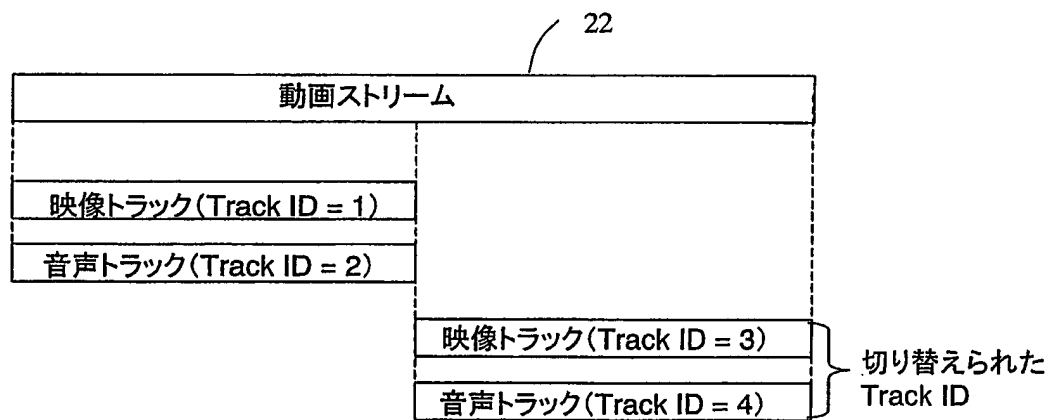 22
動画ストリーム
映像トラック(Track ID = 1)
音声トラック(Track ID = 2)
映像トラック(Track ID = 3)
音声トラック(Track ID = 4)
切り替えられた
Track ID